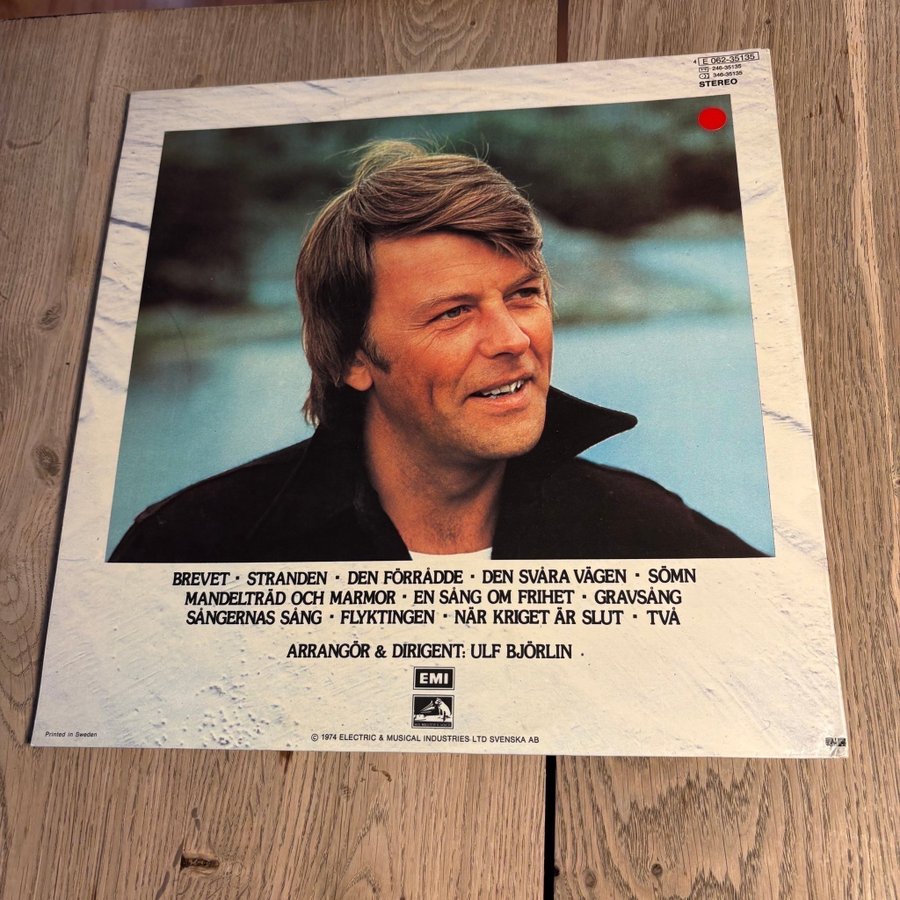 4 E 062-35135
246-35135
346-35135
STEREO
BREVET · STRANDEN · DEN FÖRRÅDDE · DEN SVÅRA VÄGEN · SÖMN
MANDELTRÄD OCH MARMOR · EN SÅNG OM FRIHET · GRAVSÅNG
SÅNGERNAS SÅNG · FLYKTINGEN · NÄR KRIGET ÄR SLUT · TVÅ
ARRANGÖR & DIRIGENT: ULF BJÖRLIN
EMI
© 1974 ELECTRIC & MUSICAL INDUSTRIES LTD SVENSKA AB
Printed in Sweden